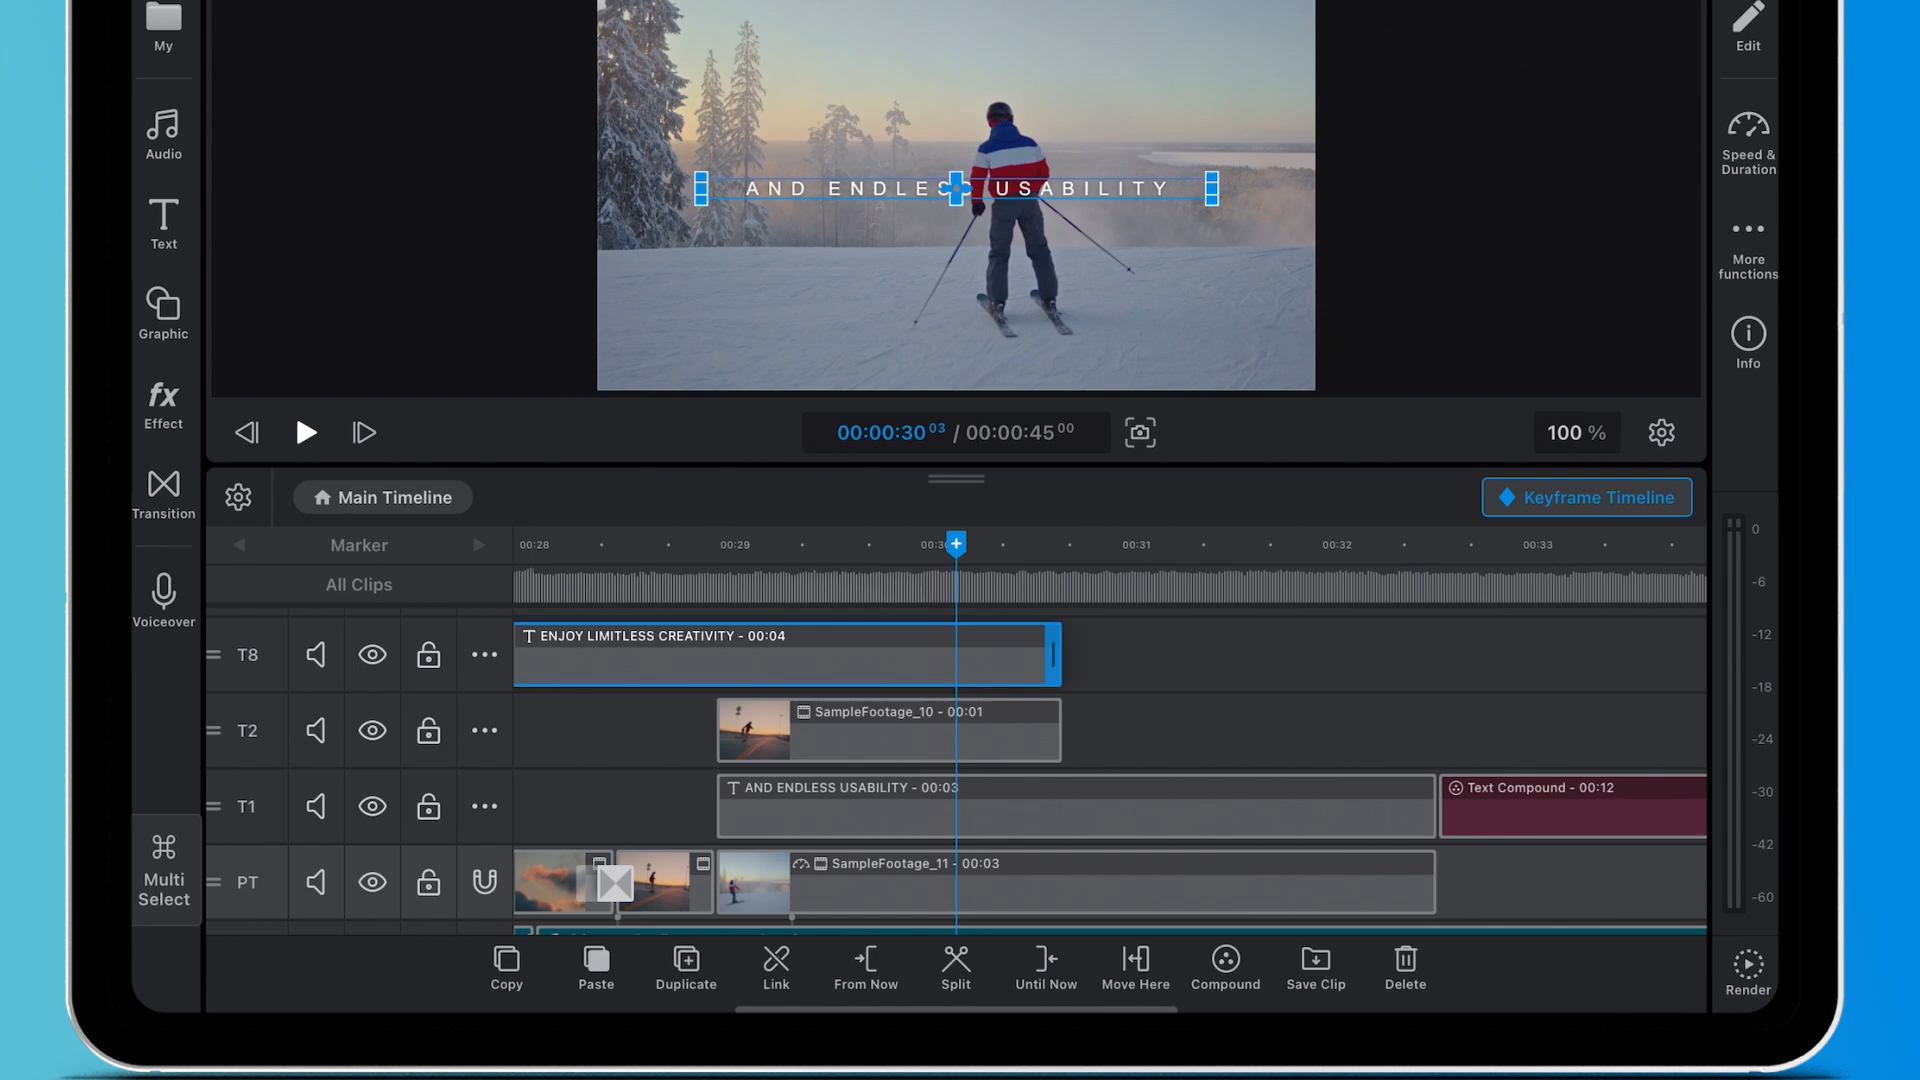 My
Audio
Text
Graphic
fx
Effect
Transition
Voiceover
Multi
Select
AND ENDLES USABILITY
Edit
Speed &
Duration
More
functions
Info
00:00:30 03 / 00:00:45 00
100 %
Main Timeline
Keyframe Timeline
Marker
00:28 00:29 00:30 00:31 00:32 00:33
All Clips
T8
T ENJOY LIMITLESS CREATIVITY - 00:04
T2
SampleFootage_10 - 00:01
T1
T AND ENDLESS USABILITY - 00:03
Text Compound - 00:12
PT
SampleFootage_11 - 00:03
0
-6
-12
-18
-24
-30
-42
-60
Copy
Paste
Duplicate
Link
From Now
Split
Until Now
Move Here
Compound
Save Clip
Delete
Render